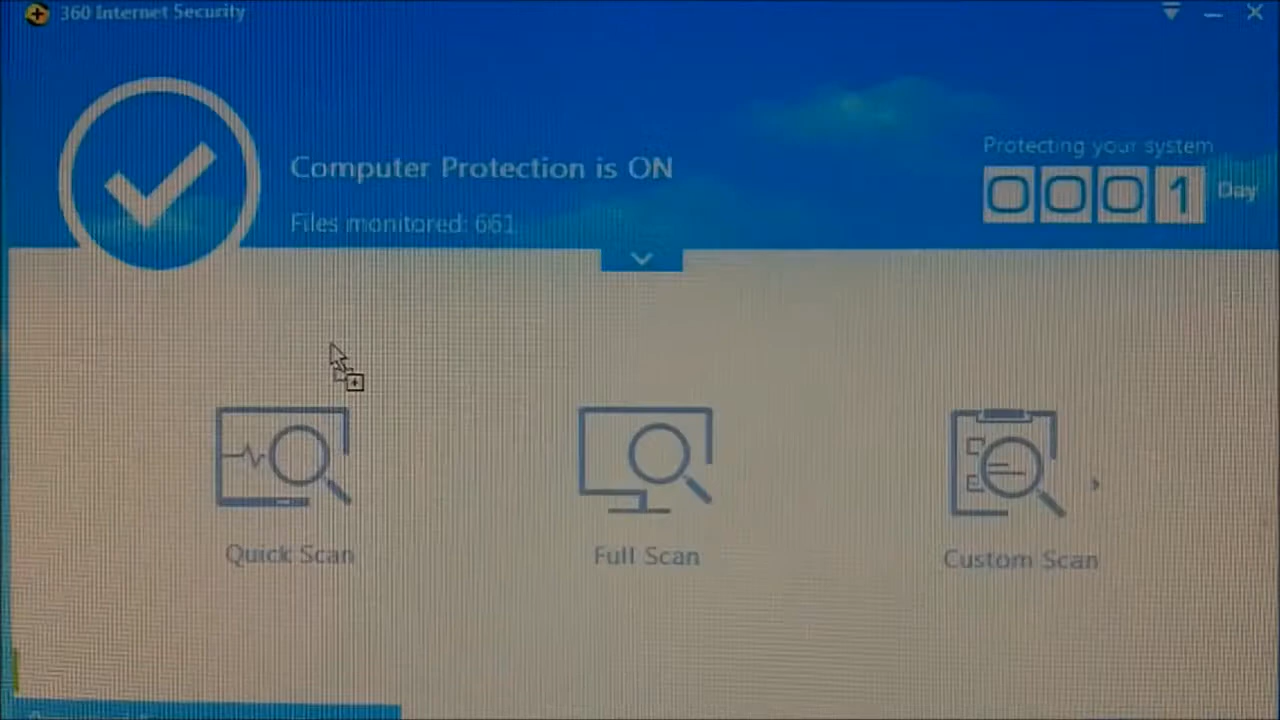 360 Internet Security
Protecting your system
Computer Protection is ON
0001 Day
Files monitored: 661
Quick Scan
Full Scan
Custom Scan